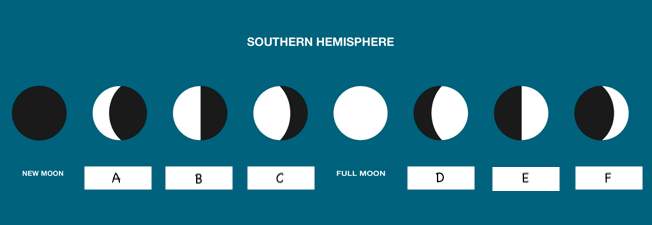 SOUTHERN HEMISPHERE
NEW MOON
A
B
C
FULL MOON
D
E
F